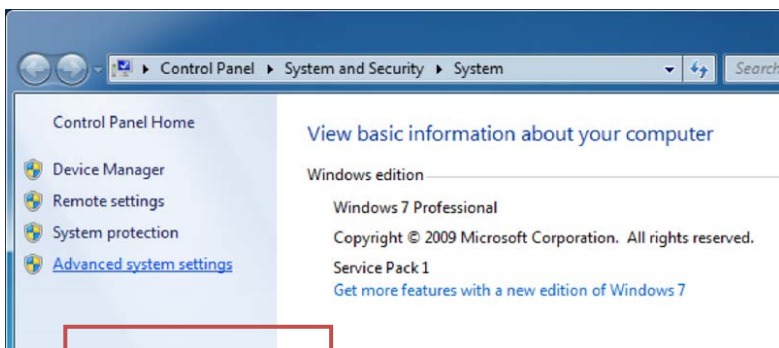 Control Panel ▸ System and Security ▸ System
Search
Control Panel Home
Device Manager
Remote settings
System protection
Advanced system settings
View basic information about your computer
Windows edition
Windows 7 Professional
Copyright © 2009 Microsoft Corporation.  All rights reserved.
Service Pack 1
Get more features with a new edition of Windows 7